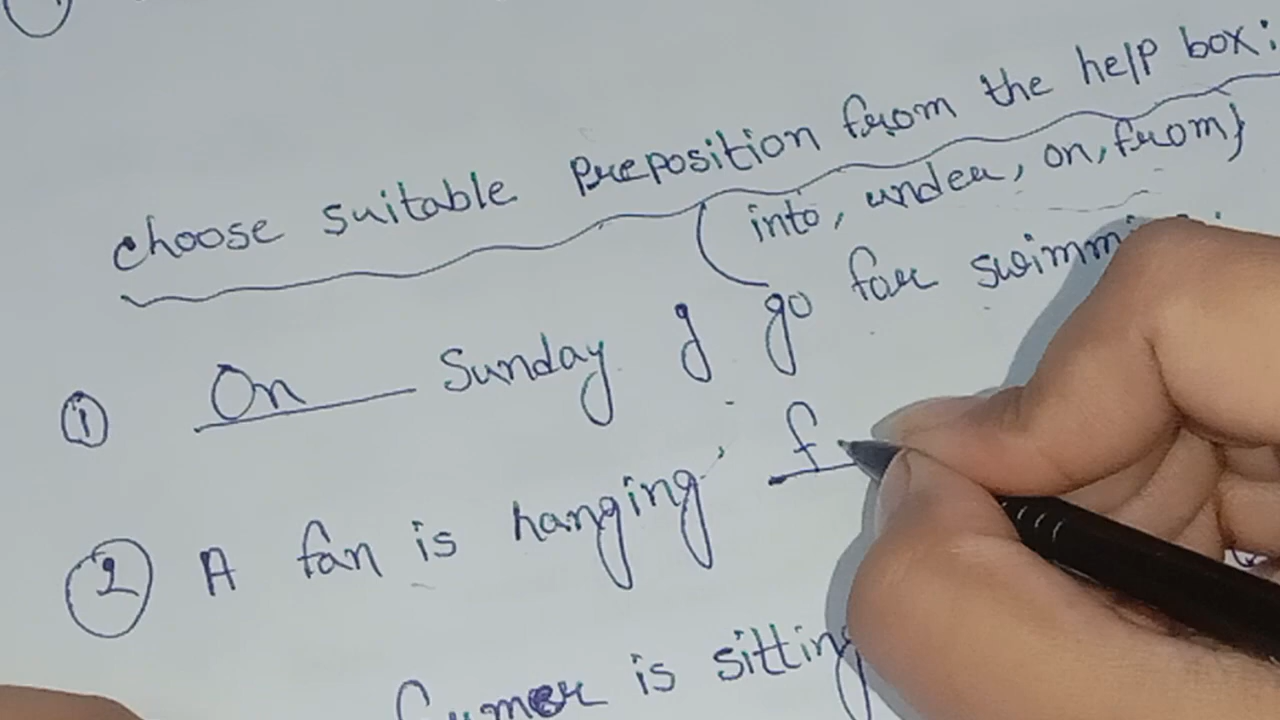 choose suitable preposition from the help box:
(into, under, on, from}
① On Sunday I go for swimmi
② A fan is hanging f
is sitting